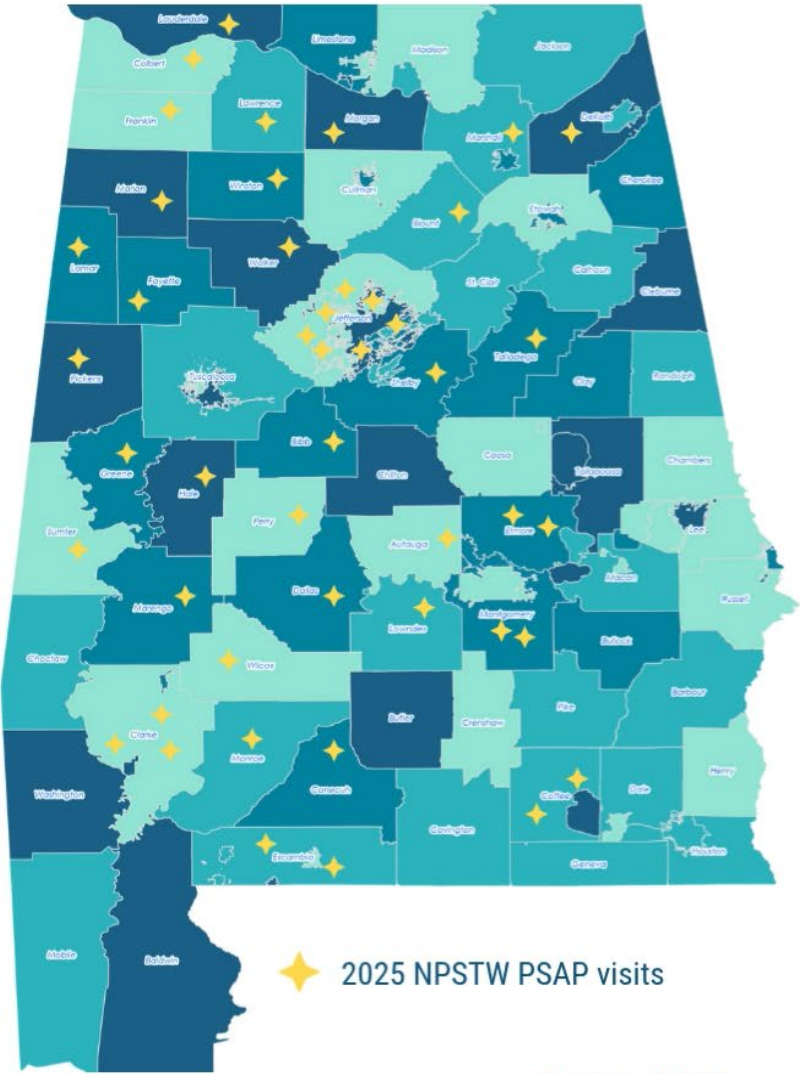 Lauderdale
Limestone
Madison
Jackson
Colbert
Lawrence
Franklin
Morgan
Marshall
DeKalb
Cherokee
Marion
Winston
Cullman
Blount
Etowah
Lamar
Fayette
Walker
St. Clair
Calhoun
Cleburne
Jefferson
Pickens
Tuscaloosa
Shelby
Talladega
Clay
Randolph
Greene
Hale
Bibb
Chilton
Coosa
Tallapoosa
Chambers
Sumter
Perry
Autauga
Elmore
Lee
Marengo
Dallas
Lowndes
Montgomery
Macon
Russell
Bullock
Choctaw
Wilcox
Clarke
Monroe
Butler
Crenshaw
Pike
Barbour
Washington
Conecuh
Coffee
Dale
Henry
Covington
Escambia
Geneva
Houston
Mobile
Baldwin
2025 NPSTW PSAP visits